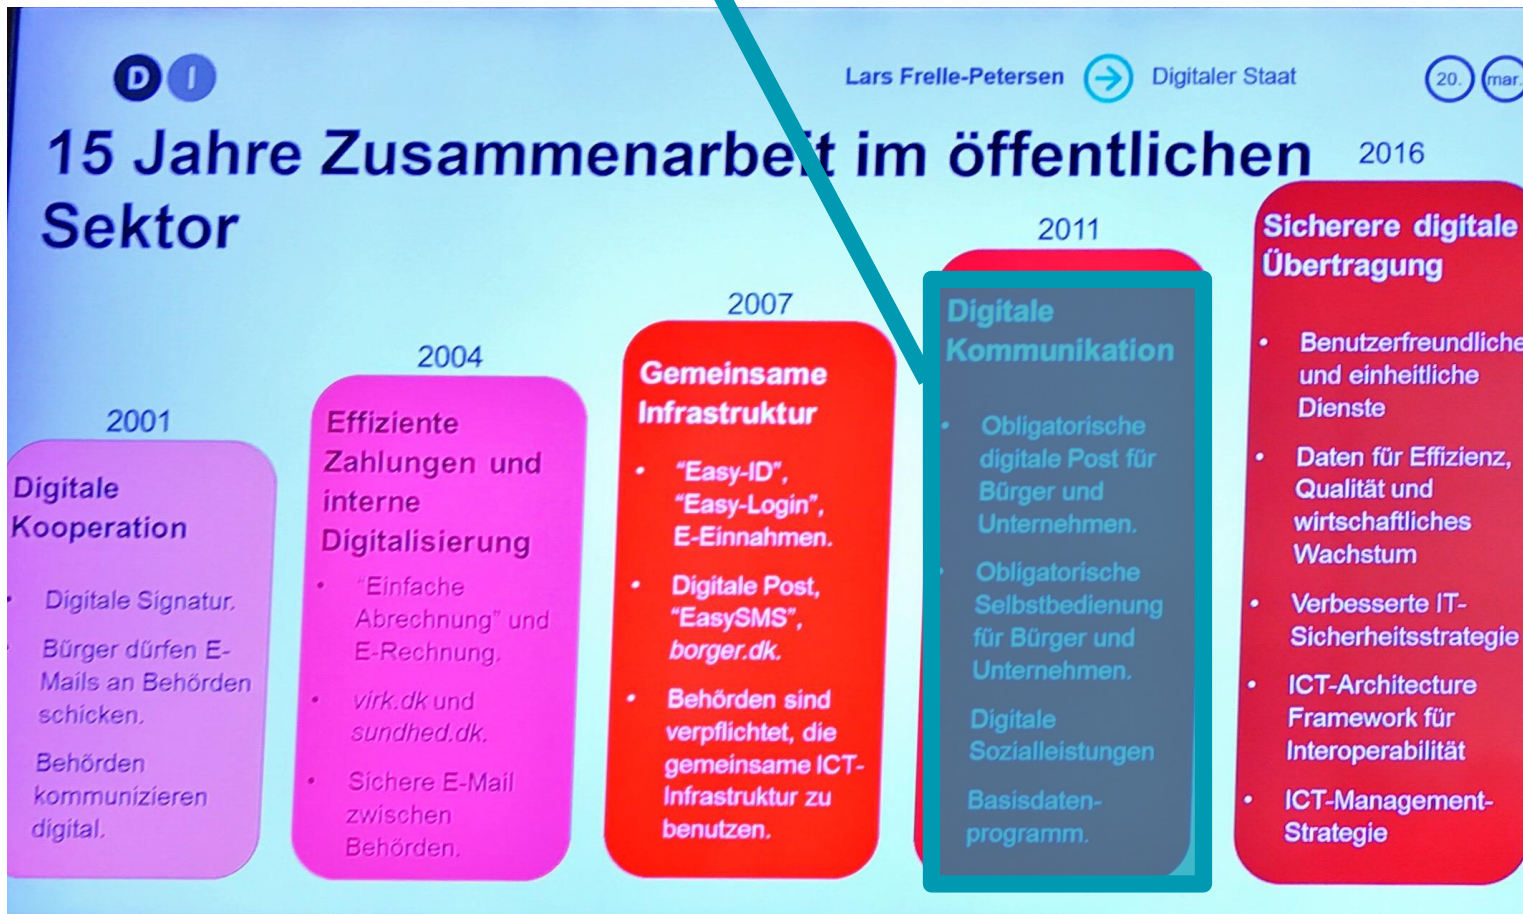 D I
Lars Frelle-Petersen
Digitaler Staat
20. mar.
15 Jahre Zusammenarbeit im öffentlichen
Sektor
2001
Digitale
Kooperation
Digitale Signatur.
Bürger dürfen E-
Mails an Behörden
schicken.
Behörden
kommunizieren
digital.
2004
Effiziente
Zahlungen und
interne
Digitalisierung
• "Einfache
Abrechnung" und
E-Rechnung.
• virk.dk und
sundhed.dk.
• Sichere E-Mail
zwischen
Behörden.
2007
Gemeinsame
Infrastruktur
• "Easy-ID",
"Easy-Login",
E-Einnahmen.
• Digitale Post,
"EasySMS",
borger.dk.
• Behörden sind
verpflichtet, die
gemeinsame ICT-
Infrastruktur zu
benutzen.
2011
Digitale
Kommunikation
• Obligatorische
digitale Post für
Bürger und
Unternehmen.
• Obligatorische
Selbstbedienung
für Bürger und
Unternehmen.
Digitale
Sozialleistungen
Basisdaten-
programm.
2016
Sicherere digitale
Übertragung
• Benutzerfreundliche
und einheitliche
Dienste
• Daten für Effizienz,
Qualität und
wirtschaftliches
Wachstum
• Verbesserte IT-
Sicherheitsstrategie
• ICT-Architecture
Framework für
Interoperabilität
• ICT-Management-
Strategie